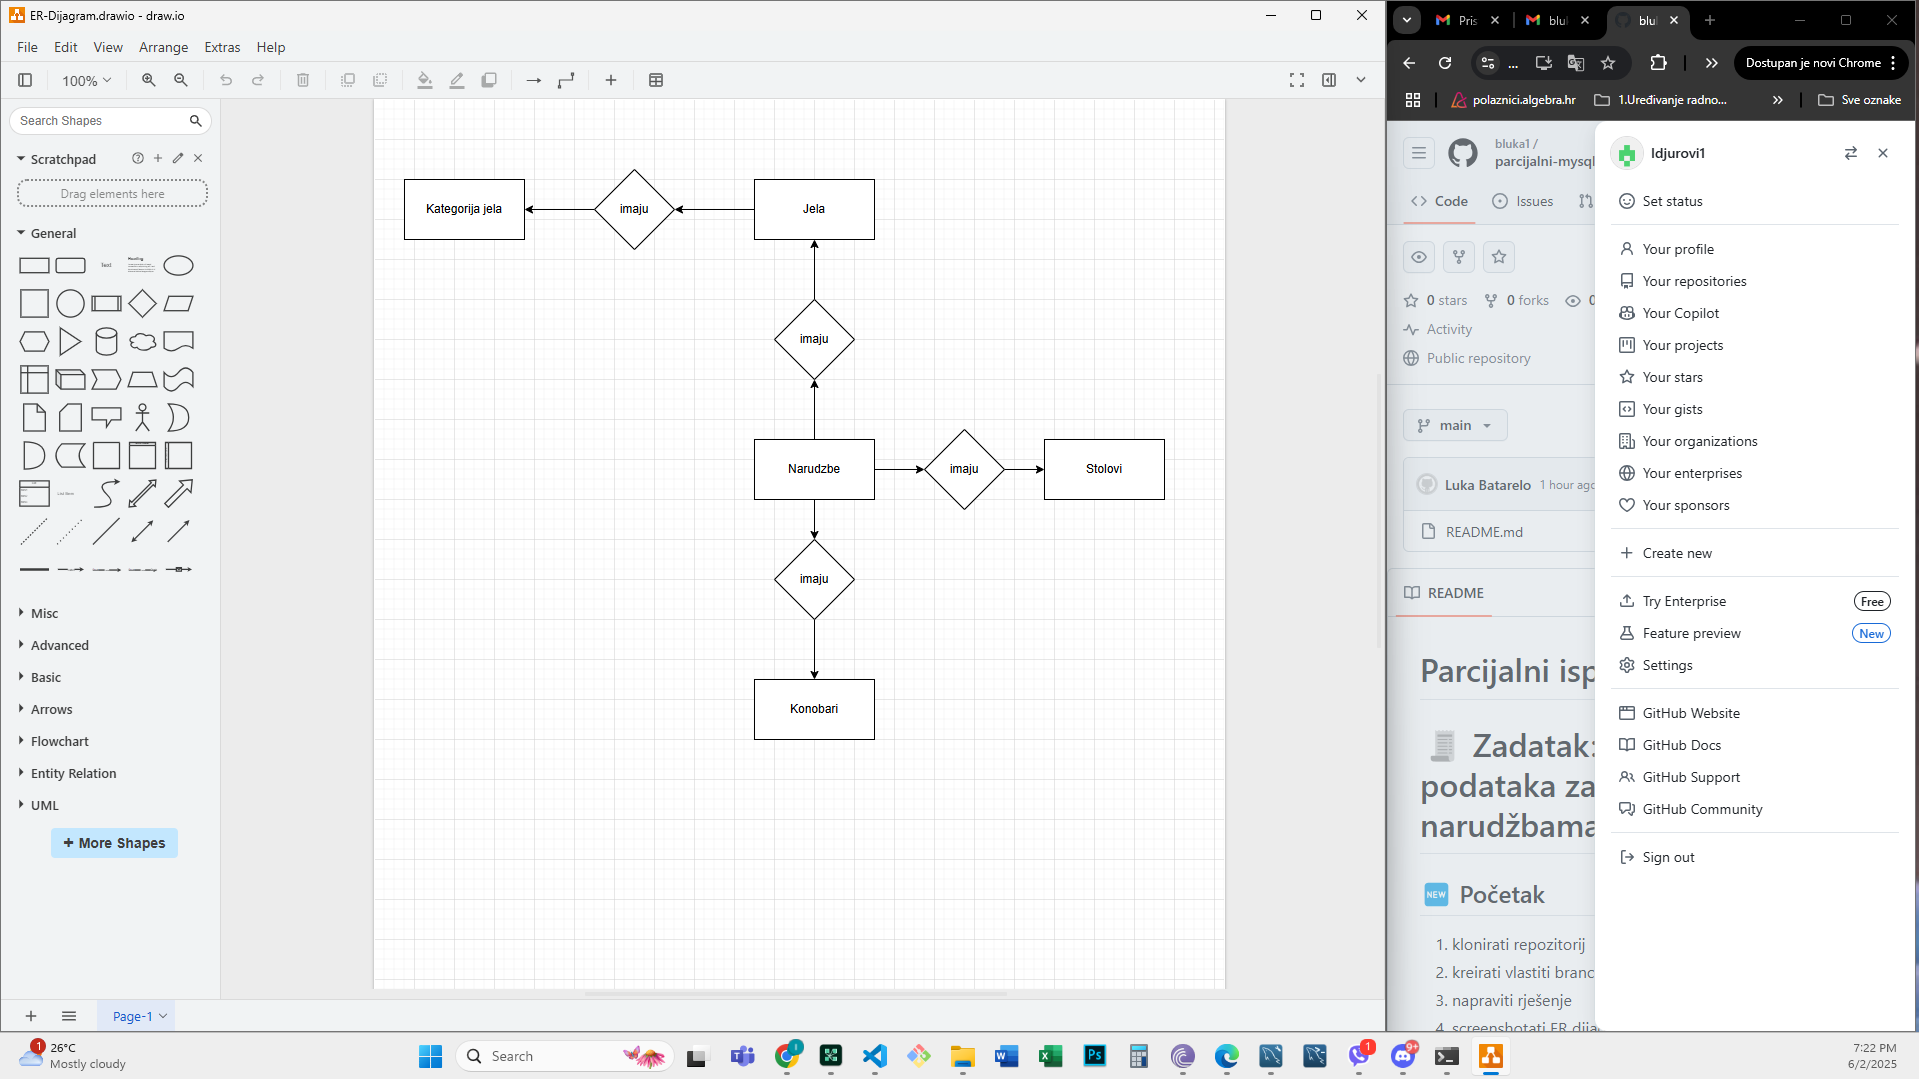 ER-Dijagram.drawio - draw.io
File Edit View Arrange Extras Help
100%
Search Shapes
Scratchpad
Drag elements here
General
Text
Heading
List Item
Misc
Advanced
Basic
Arrows
Flowchart
Entity Relation
UML
+ More Shapes
Kategorija jela
imaju
Jela
imaju
Narudzbe
imaju
Stolovi
imaju
Konobari
Page-1
Pris
blu
blu
...
Dostupan je novi Chrome
polaznici.algebra.hr
1.Uređivanje radno...
Sve oznake
bluka1 /
parcijalni-mysql
Code
Issues
0 stars
0 forks
0
Activity
Public repository
main
Luka Batarelo 1 hour ago
README.md
README
Parcijalni isp
Zadatak:
podataka za
narudžbama
NEW Početak
1. klonirati repozitorij
2. kreirati vlastiti branc
3. napraviti rješenje
4. screenshotati ER dija
ldjurovi1
Set status
Your profile
Your repositories
Your Copilot
Your projects
Your stars
Your gists
Your organizations
Your enterprises
Your sponsors
Create new
Try Enterprise Free
Feature preview New
Settings
GitHub Website
GitHub Docs
GitHub Support
GitHub Community
Sign out
1
26°C
Mostly cloudy
Search
1
9+
7:22 PM
6/2/2025